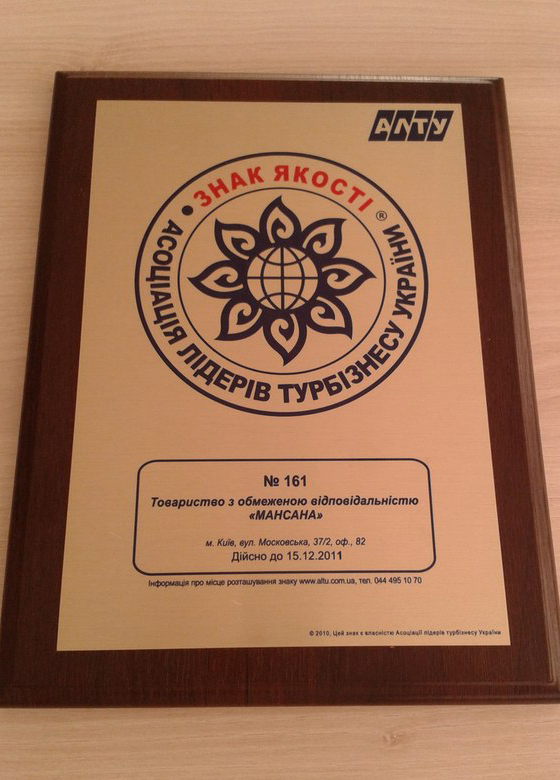 АЛТУ
ЗНАК ЯКОСТІ ®
• АСОЦІАЦІЯ ЛІДЕРІВ ТУРБІЗНЕСУ УКРАЇНИ
№ 161
Товариство з обмеженою відповідальністю
«МАНСАНА»
м. Київ, вул. Московська, 37/2, оф., 82
Дійсно до 15.12.2011
Інформація про місце розташування знаку www.altu.com.ua, тел. 044 495 10 70
© 2010, Цей знак є власністю Асоціації лідерів турбізнесу України